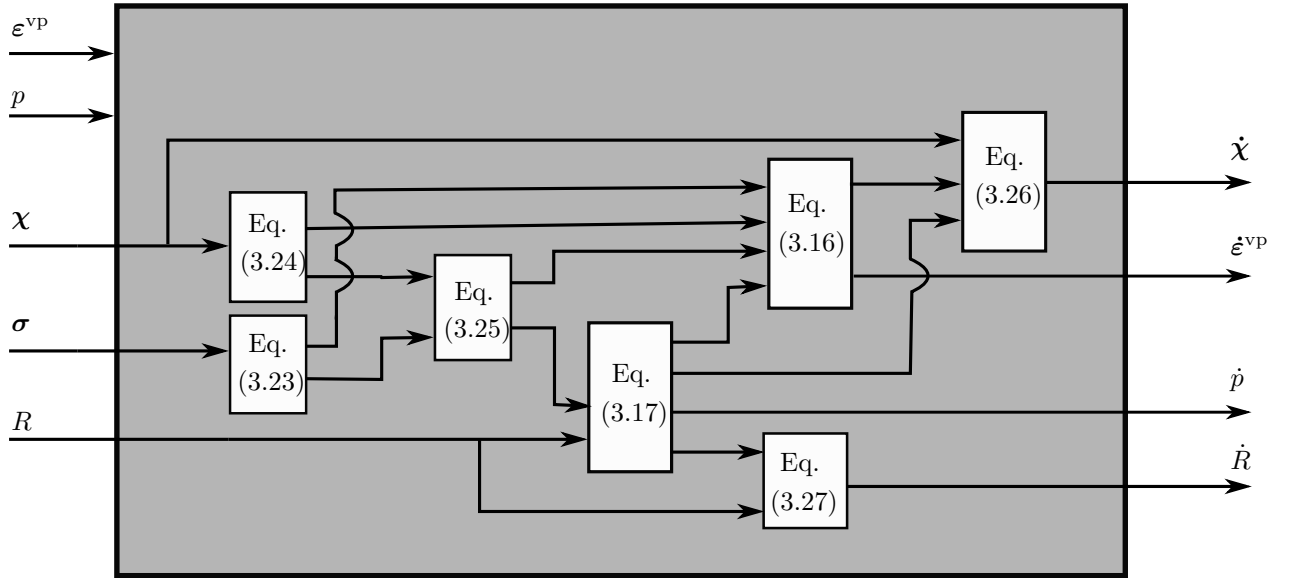 εᵛᵖ
p
χ
σ
R
Eq.
(3.24)
Eq.
(3.23)
Eq.
(3.25)
Eq.
(3.17)
Eq.
(3.16)
Eq.
(3.27)
Eq.
(3.26)
χ̇
ε̇ᵛᵖ
ṗ
Ṙ